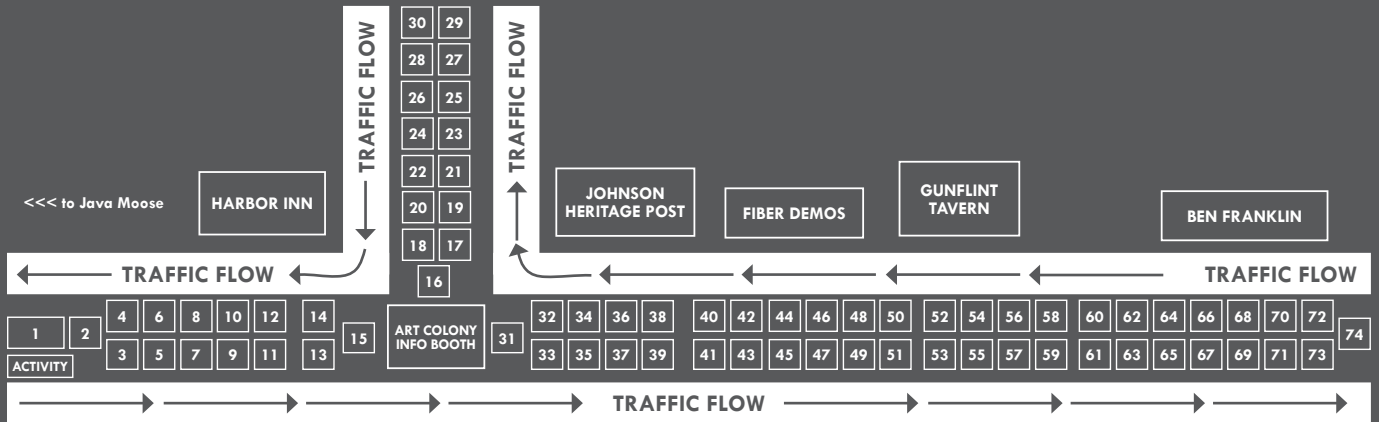 30 29
28 27
26 25
24 23
22 21
20 19
18 17
16
TRAFFIC FLOW
TRAFFIC FLOW
<<< to Java Moose
HARBOR INN
JOHNSON
HERITAGE POST
FIBER DEMOS
GUNFLINT
TAVERN
BEN FRANKLIN
TRAFFIC FLOW
TRAFFIC FLOW
1 2
ACTIVITY
4 6 8 10 12 14
3 5 7 9 11 13
15
ART COLONY
INFO BOOTH
31
32 34 36 38 40 42 44 46 48 50 52 54 56 58 60 62 64 66 68 70 72
33 35 37 39 41 43 45 47 49 51 53 55 57 59 61 63 65 67 69 71 73
74
TRAFFIC FLOW